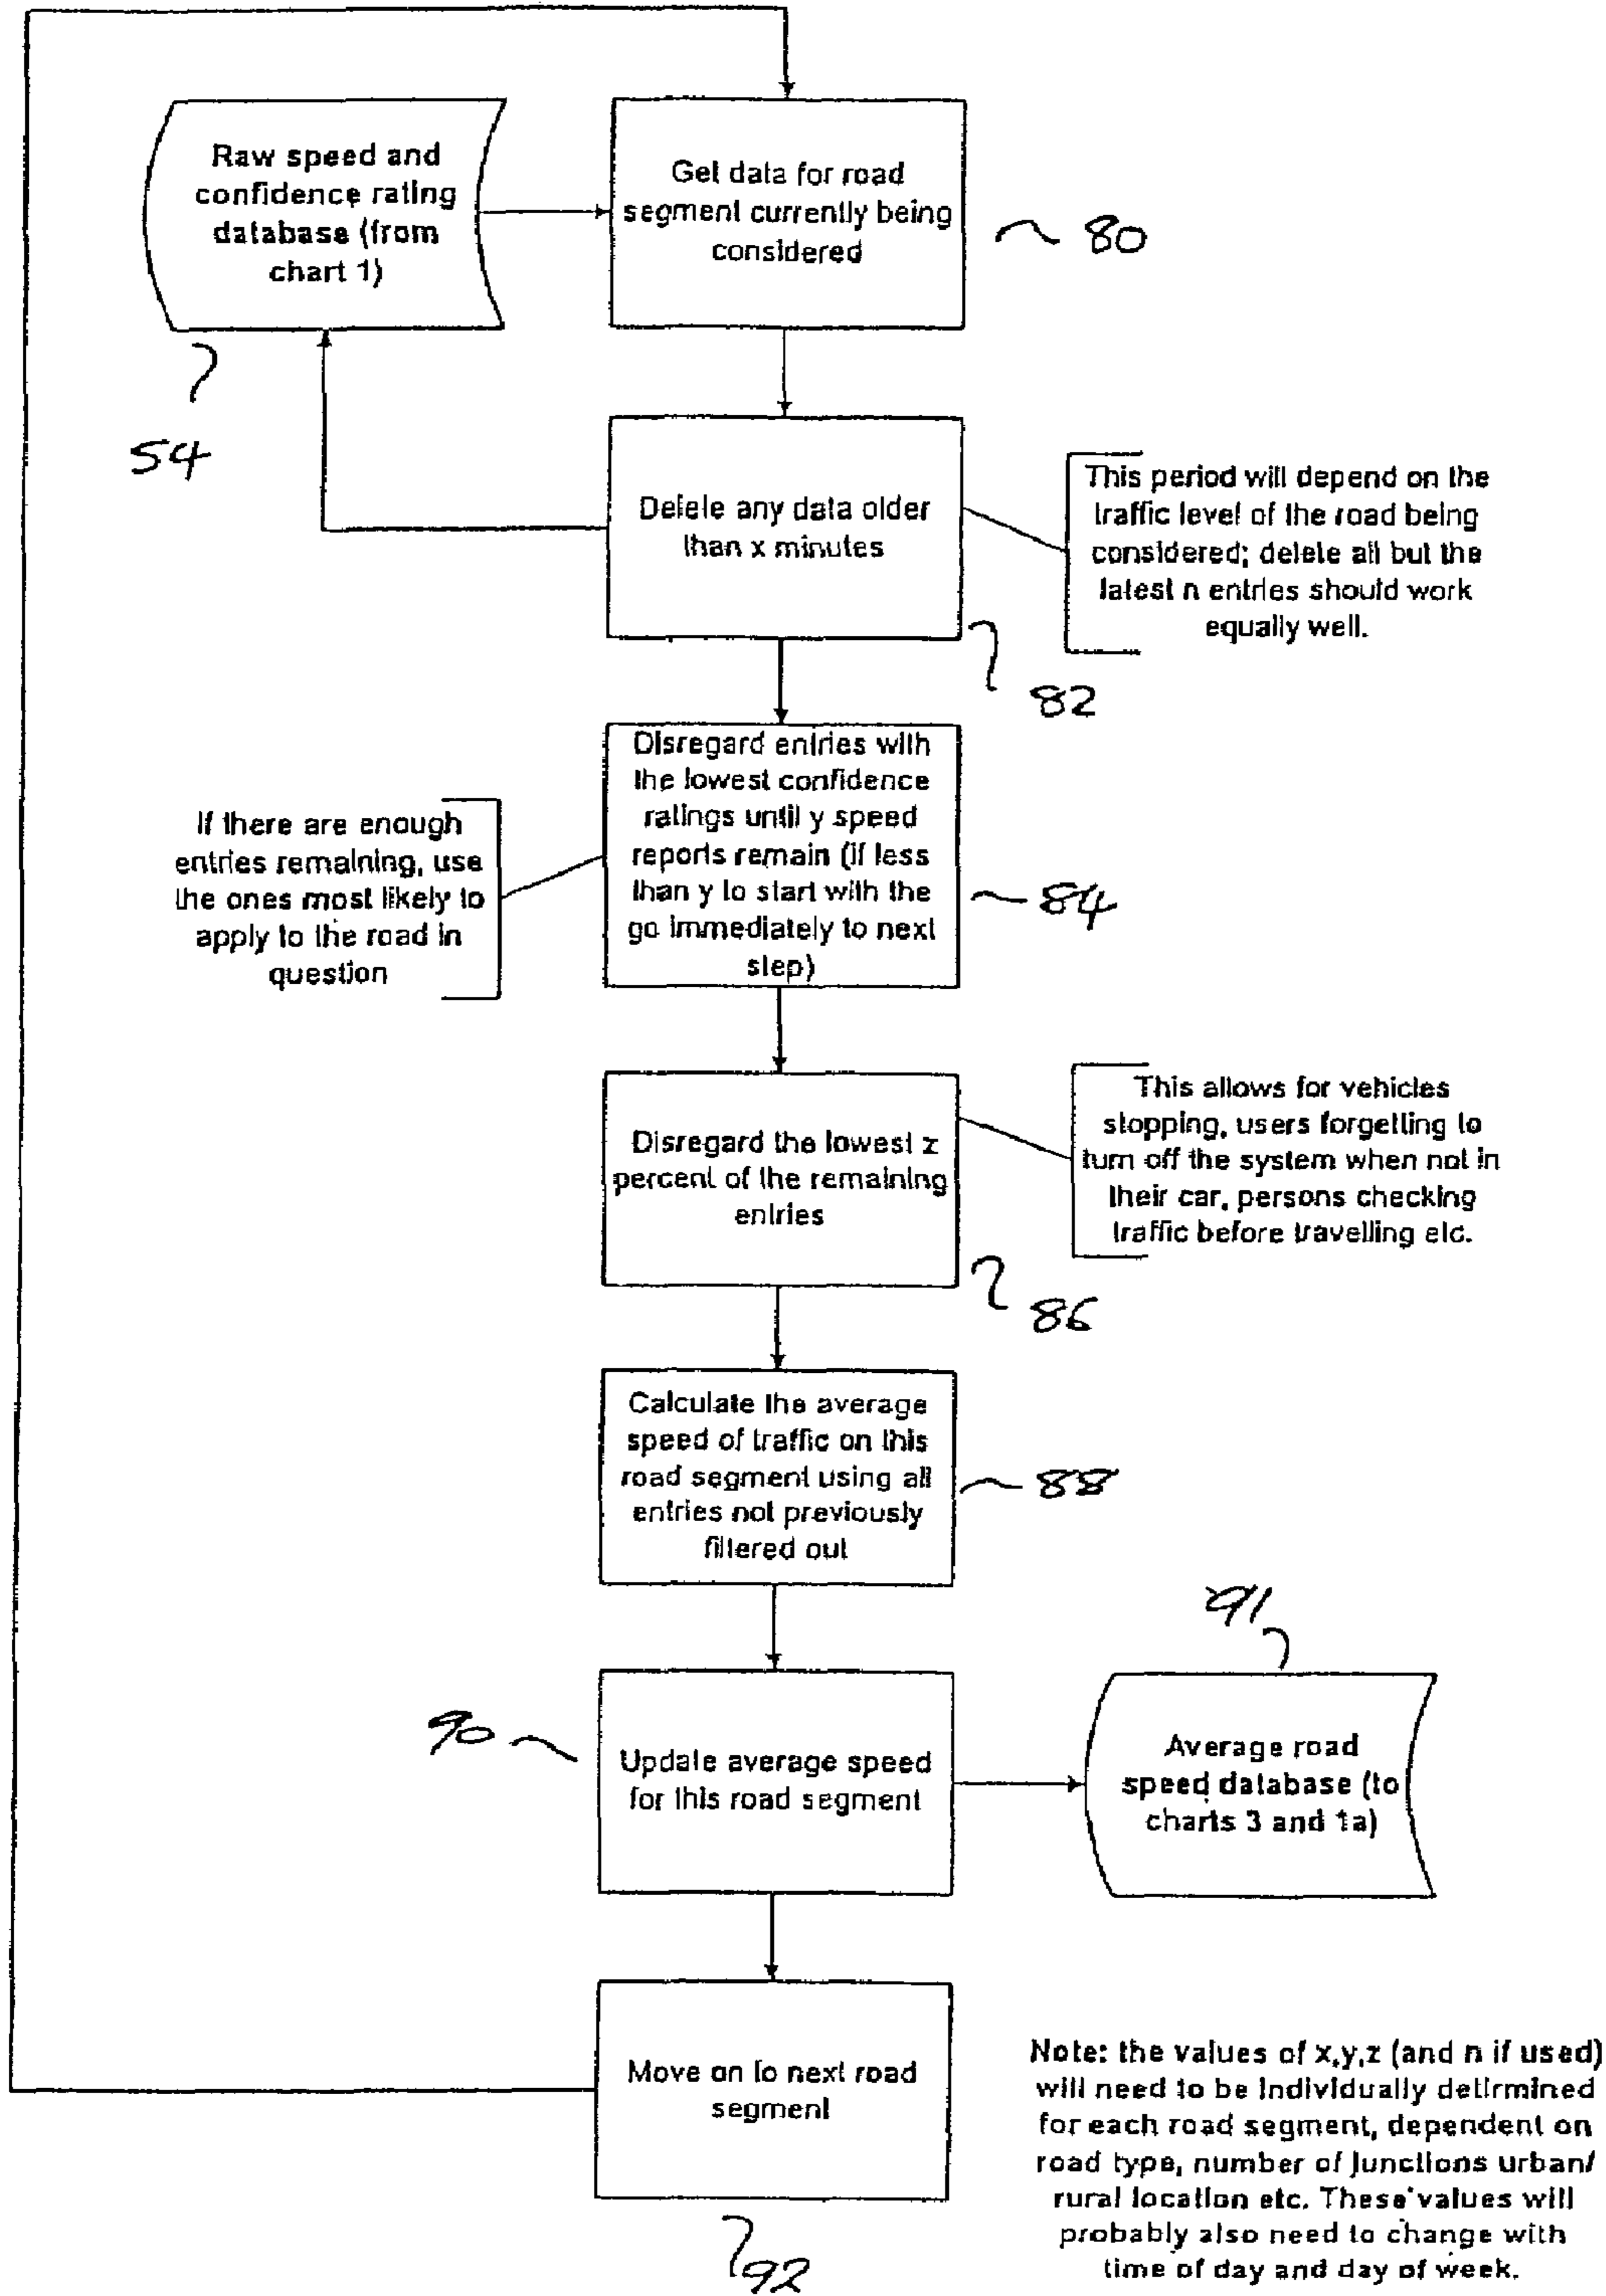 Raw speed and
confidence rating
database (from
chart 1)
54
Get data for road
segment currently being
considered
80
Delete any data older
than x minutes
82
This period will depend on the
traffic level of the road being
considered; delete all but the
latest n entries should work
equally well.
Disregard entries with
the lowest confidence
ratings until y speed
reports remain (if less
than y to start with the
go immediately to next
step)
84
If there are enough
entries remaining, use
the ones most likely to
apply to the road in
question
Disregard the lowest z
percent of the remaining
entries
86
This allows for vehicles
stopping, users forgetting to
turn off the system when not in
their car, persons checking
traffic before travelling etc.
Calculate the average
speed of traffic on this
road segment using all
entries not previously
filtered out
88
90
Update average speed
for this road segment
91
Average road
speed database (to
charts 3 and 1a)
Move on to next road
segment
92
Note: the values of x,y,z (and n if used)
will need to be individually detirmined
for each road segment, dependent on
road type, number of junctions urban/
rural location etc. These values will
probably also need to change with
time of day and day of week.